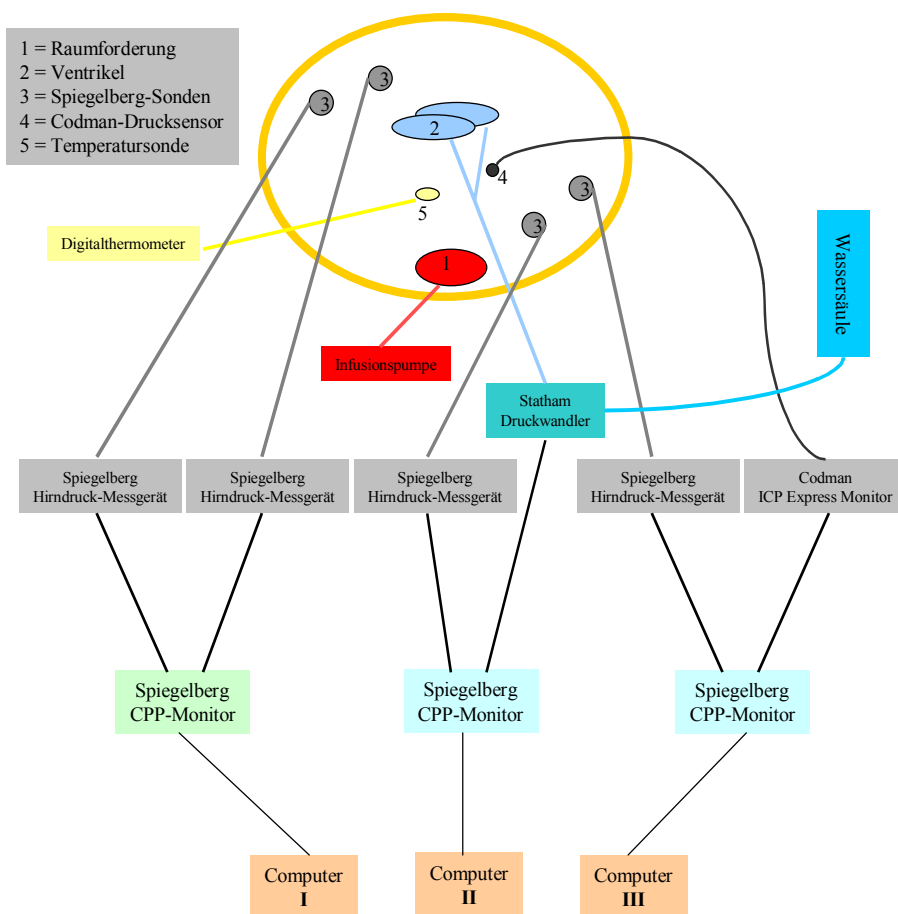 1 = Raumforderung
2 = Ventrikel
3 = Spiegelberg-Sonden
4 = Codman-Drucksensor
5 = Temperatursonde
3
3
2
4
3
5
3
1
Digitalthermometer
Wassersäule
Infusionspumpe
Statham
Druckwandler
Spiegelberg
Hirndruck-Messgerät
Spiegelberg
Hirndruck-Messgerät
Spiegelberg
Hirndruck-Messgerät
Spiegelberg
Hirndruck-Messgerät
Codman
ICP Express Monitor
Spiegelberg
CPP-Monitor
Spiegelberg
CPP-Monitor
Spiegelberg
CPP-Monitor
Computer
I
Computer
II
Computer
III